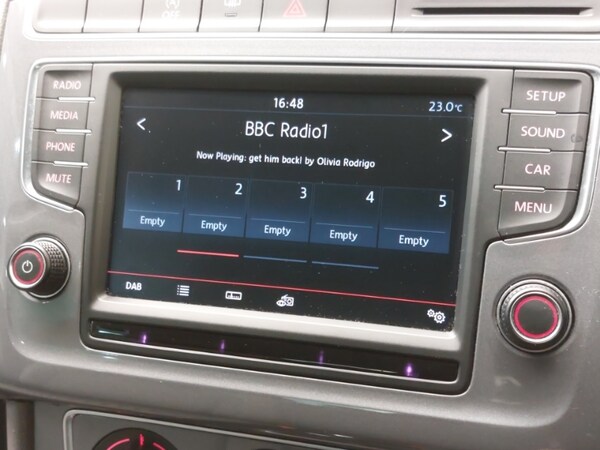 OFF
RADIO
MEDIA
PHONE
MUTE
16:48
23.0°C
< BBC Radio1 >
Now Playing: get him back! by Olivia Rodrigo
1 2 3 4 5
Empty Empty Empty Empty Empty
DAB
SETUP
SOUND
CAR
MENU